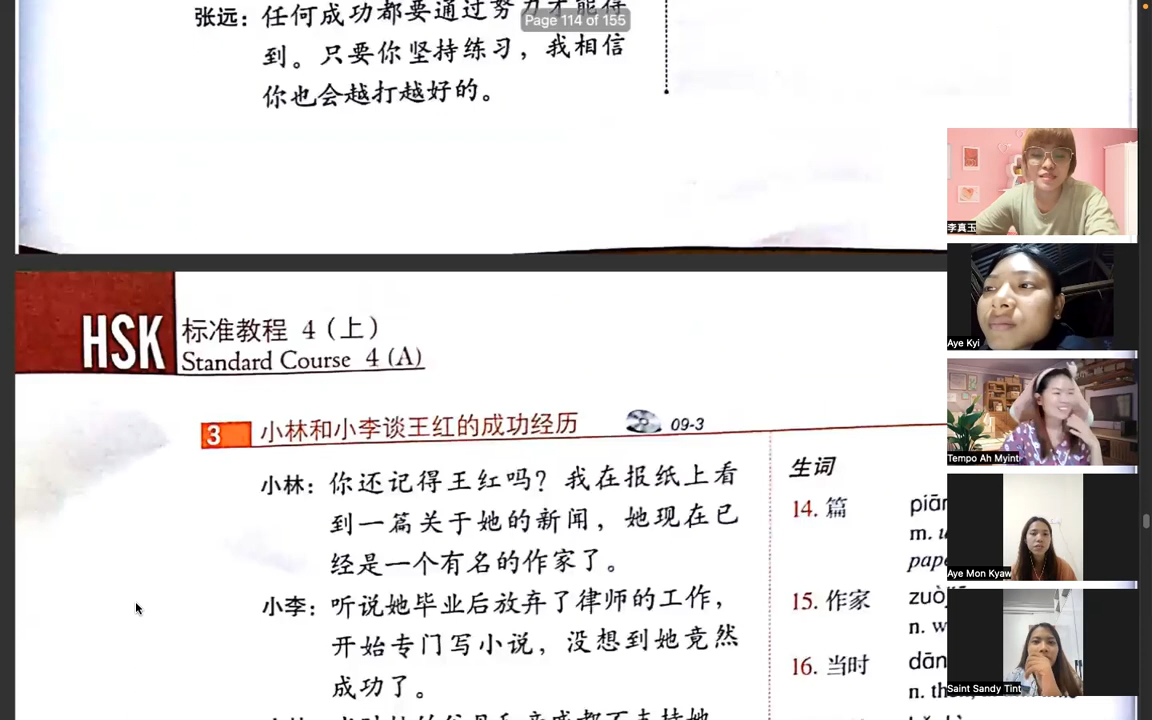 张远：任何成功都要通过努力才能得
到。只要你坚持练习，我相信
你也会越打越好的。
Page 114 of 155
HSK 标准教程 4（上）
Standard Course 4 (A)
3 小林和小李谈王红的成功经历 09-3
小林：你还记得王红吗？我在报纸上看
到一篇关于她的新闻，她现在已
经是一个有名的作家了。
小李：听说她毕业后放弃了律师的工作，
开始专门写小说，没想到她竟然
成功了。
生词
14. 篇 piān
m.
15. 作家
n. w
16. 当时
n.
李真玉
Aye Kyi
Tempo Ah Myint
Aye Mon Kyaw
Saint Sandy Tint